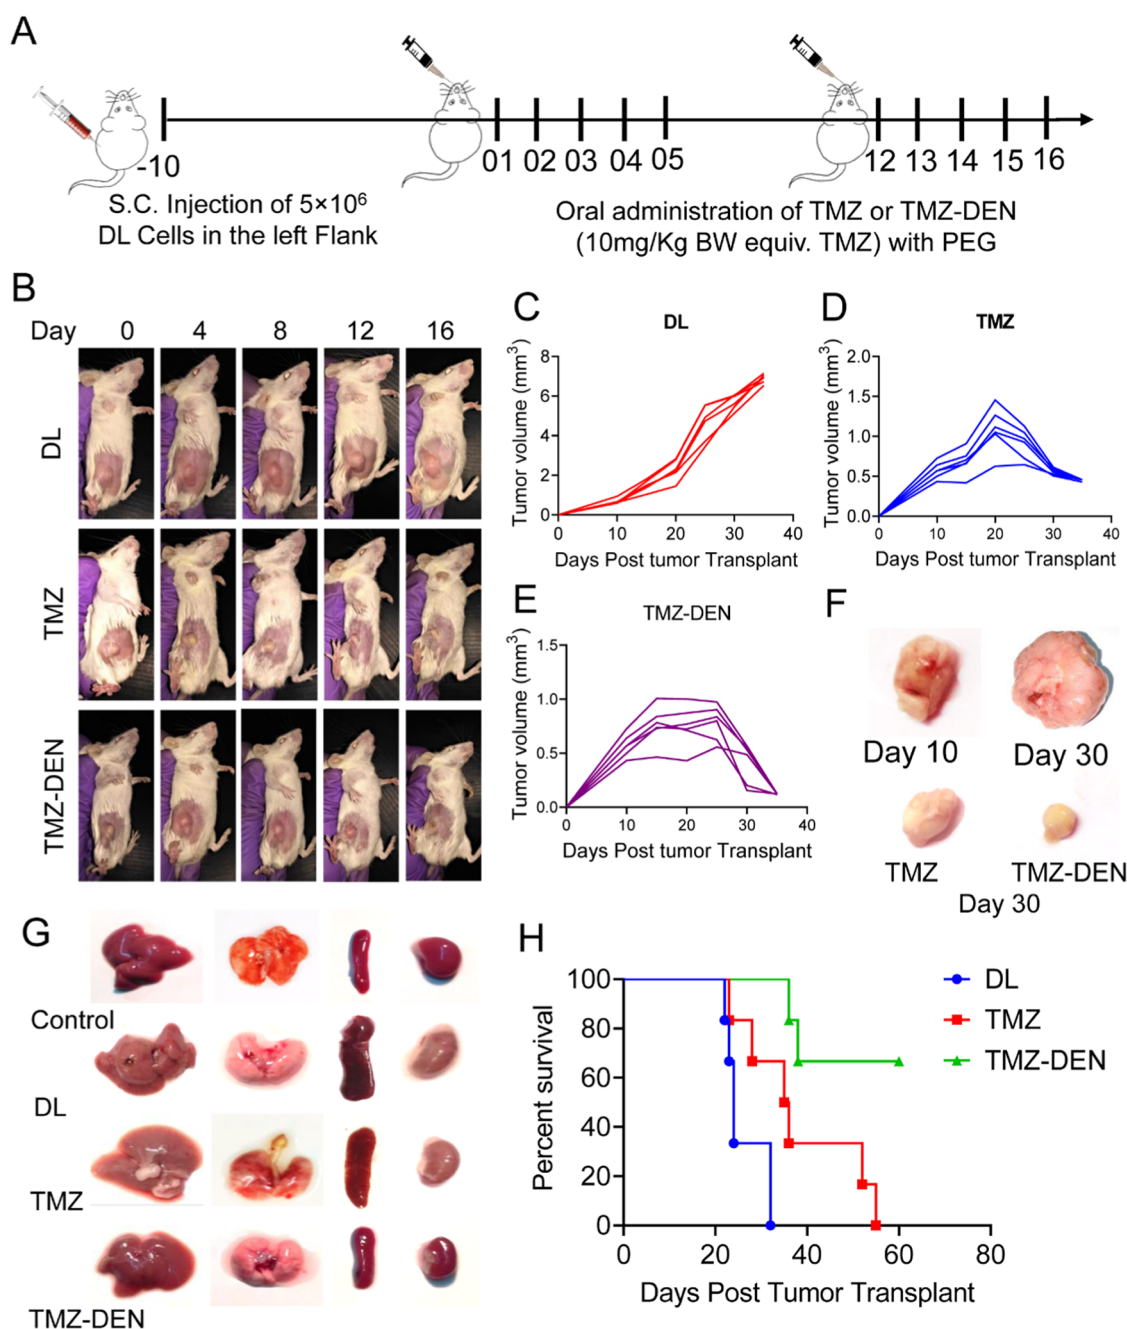 A
-10
01 02 03 04 05
12 13 14 15 16
S.C. Injection of 5×10⁶
DL Cells in the left Flank
Oral administration of TMZ or TMZ-DEN
(10mg/Kg BW equiv. TMZ) with PEG
B
Day 0 4 8 12 16
DL
TMZ
TMZ-DEN
C
DL
Tumor volume (mm³)
8
6
4
2
0
0 10 20 30 40
Days Post tumor Transplant
D
TMZ
Tumor volume (mm³)
2.0
1.5
1.0
0.5
0.0
0 10 20 30 40
Days Post tumor Transplant
E
TMZ-DEN
Tumor volume (mm³)
1.5
1.0
0.5
0.0
0 10 20 30 40
Days Post tumor Transplant
F
Day 10 Day 30
TMZ TMZ-DEN
Day 30
G
Control
DL
TMZ
TMZ-DEN
H
Percent survival
100
80
60
40
20
0
0 20 40 60 80
Days Post Tumor Transplant
DL
TMZ
TMZ-DEN